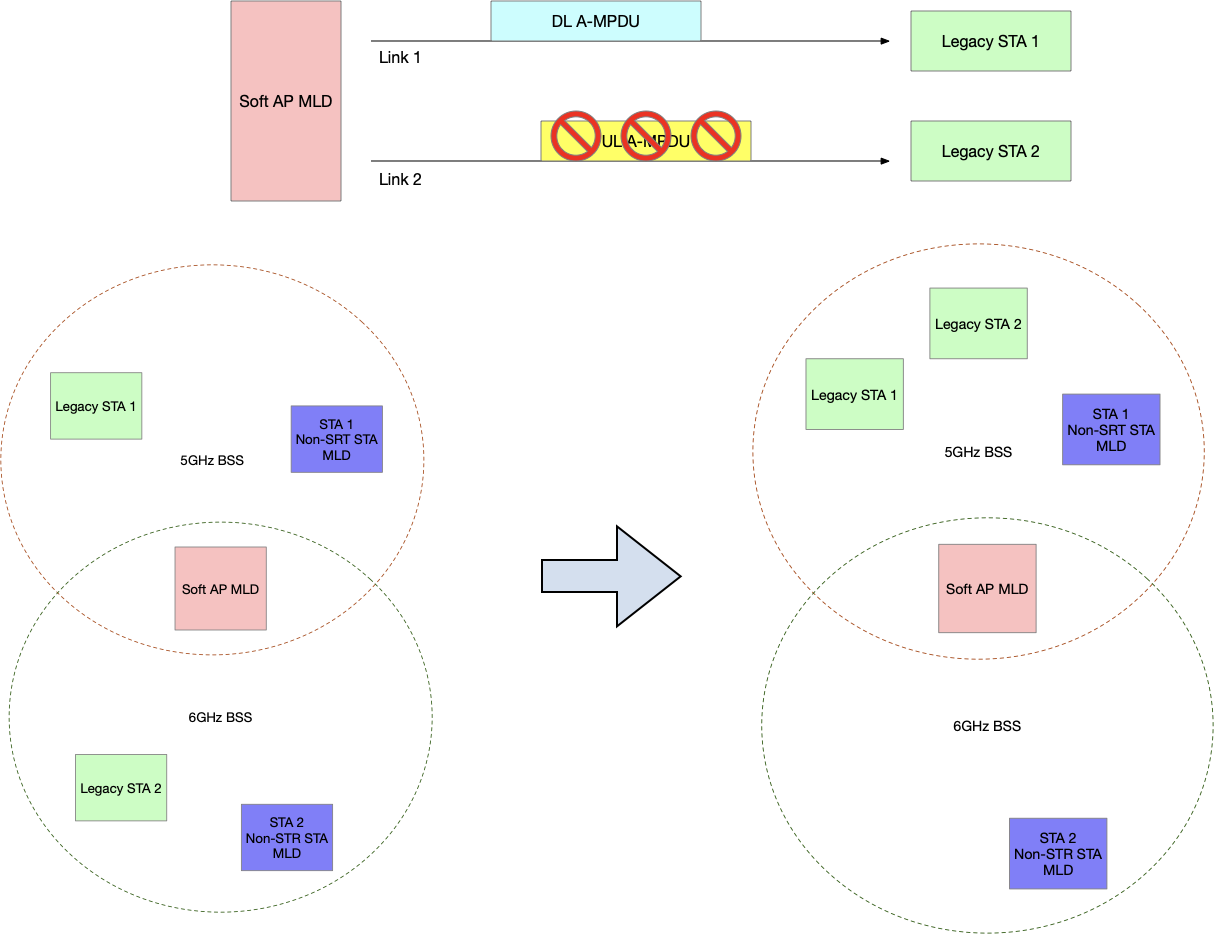 DL A-MPDU
Link 1
Legacy STA 1
Soft AP MLD
UL A-MPDU
Link 2
Legacy STA 2
Legacy STA 1
STA 1
Non-SRT STA
MLD
5GHz BSS
Soft AP MLD
6GHz BSS
Legacy STA 2
STA 2
Non-STR STA
MLD
Legacy STA 2
Legacy STA 1
STA 1
Non-SRT STA
MLD
5GHz BSS
Soft AP MLD
6GHz BSS
STA 2
Non-STR STA
MLD